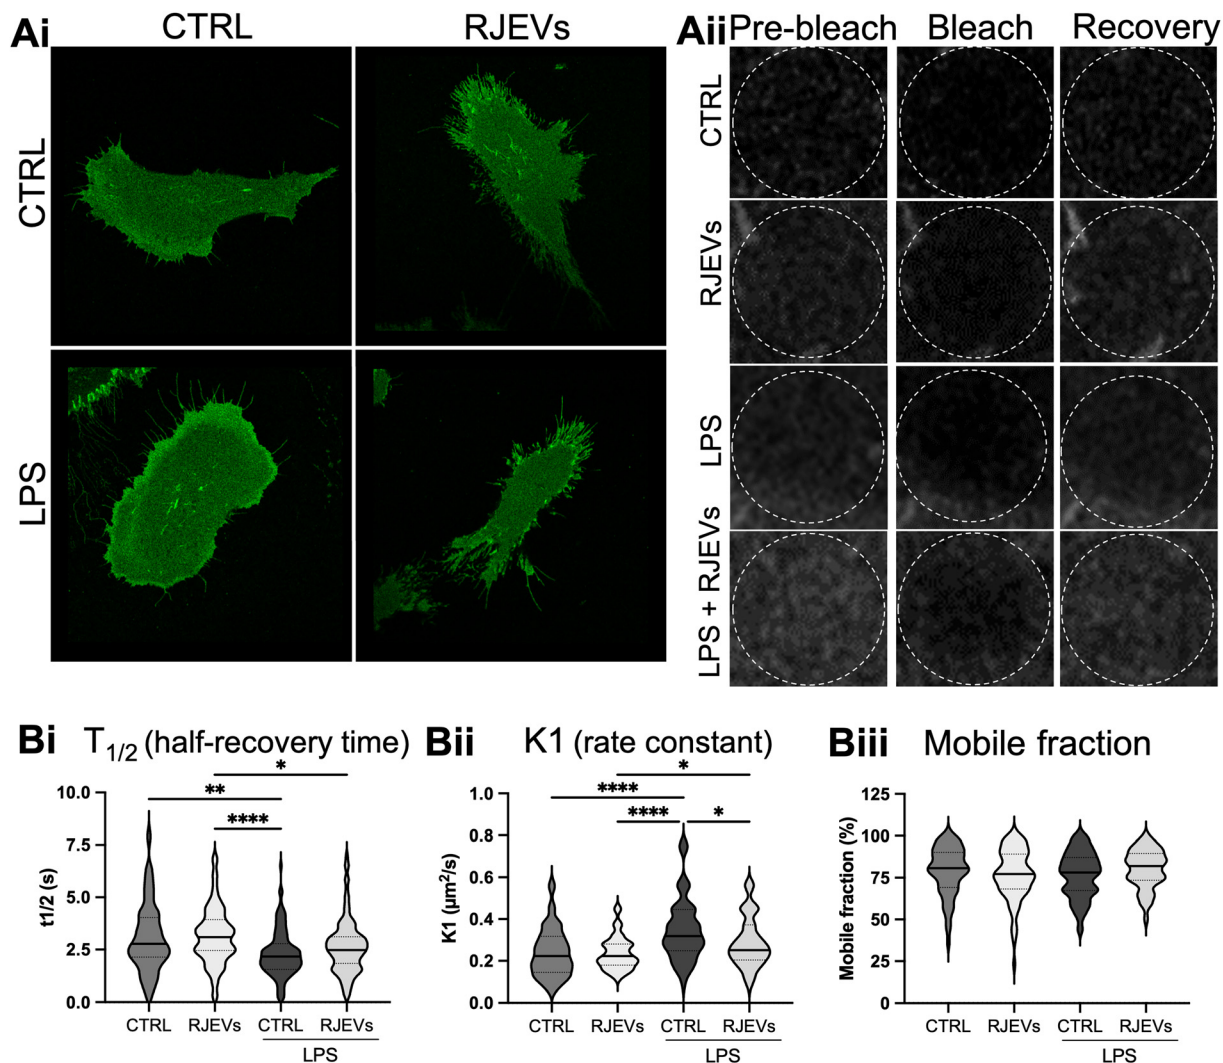 Ai
CTRL
RJEVs
CTRL
LPS
Aii
Pre-bleach
Bleach
Recovery
CTRL
RJEVs
LPS
LPS + RJEVs
Bi
T1/2 (half-recovery time)
*
**
****
10.0
7.5
5.0
2.5
0.0
t1/2 (s)
CTRL
RJEVs
CTRL
RJEVs
LPS
Bii
K1 (rate constant)
*
****
****
*
1.0
0.8
0.6
0.4
0.2
0.0
K1 (µm²/s)
CTRL
RJEVs
CTRL
RJEVs
LPS
Biii
Mobile fraction
125
100
75
50
25
0
Mobile fraction (%)
CTRL
RJEVs
CTRL
RJEVs
LPS